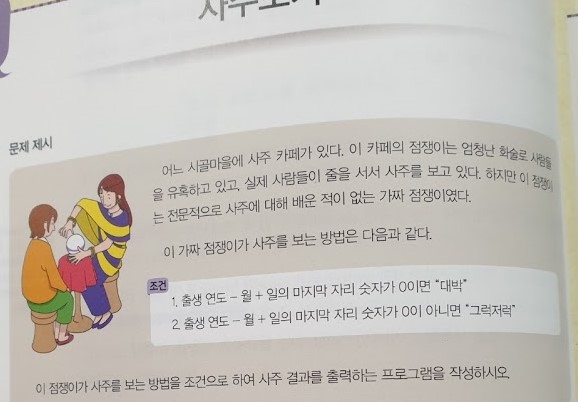 사주보기
문제 제시
어느 시골마을에 사주 카페가 있다. 이 카페의 점쟁이는 엄청난 화술로 사람들
을 유혹하고 있고, 실제 사람들이 줄을 서서 사주를 보고 있다. 하지만 이 점쟁이
는 전문적으로 사주에 대해 배운 적이 없는 가짜 점쟁이였다.
이 가짜 점쟁이가 사주를 보는 방법은 다음과 같다.
조건
1. 출생 연도 – 월 + 일의 마지막 자리 숫자가 0이면 “대박”
2. 출생 연도 – 월 + 일의 마지막 자리 숫자가 0이 아니면 “그럭저럭”
이 점쟁이가 사주를 보는 방법을 조건으로 하여 사주 결과를 출력하는 프로그램을 작성하시오.